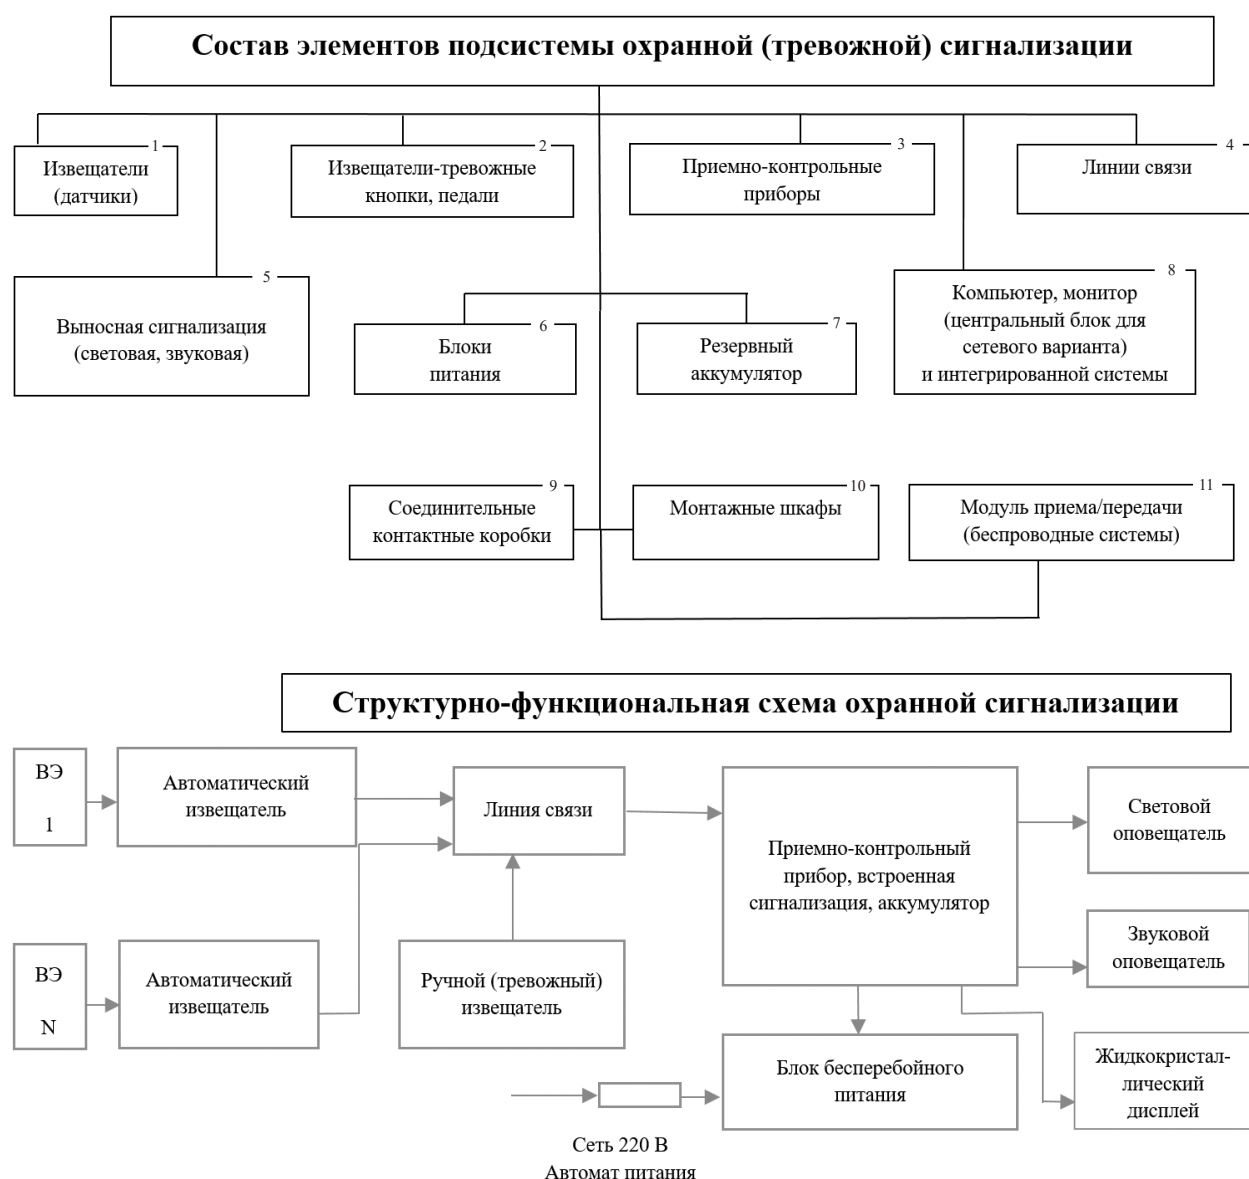 Состав элементов подсистемы охранной (тревожной) сигнализации
1
Извещатели
(датчики)
2
Извещатели-тревожные
кнопки, педали
3
Приемно-контрольные
приборы
4
Линии связи
5
Выносная сигнализация
(световая, звуковая)
6
Блоки
питания
7
Резервный
аккумулятор
8
Компьютер, монитор
(центральный блок для
сетевого варианта)
и интегрированной системы
9
Соединительные
контактные коробки
10
Монтажные шкафы
11
Модуль приема/передачи
(беспроводные системы)
Структурно-функциональная схема охранной сигнализации
ВЭ
1
Автоматический
извещатель
Линия связи
Приемно-контрольный
прибор, встроенная
сигнализация, аккумулятор
Световой
оповещатель
ВЭ
N
Автоматический
извещатель
Ручной (тревожный)
извещатель
Звуковой
оповещатель
Блок бесперебойного
питания
Жидкокристал-
лический
дисплей
Сеть 220 В
Автомат питания